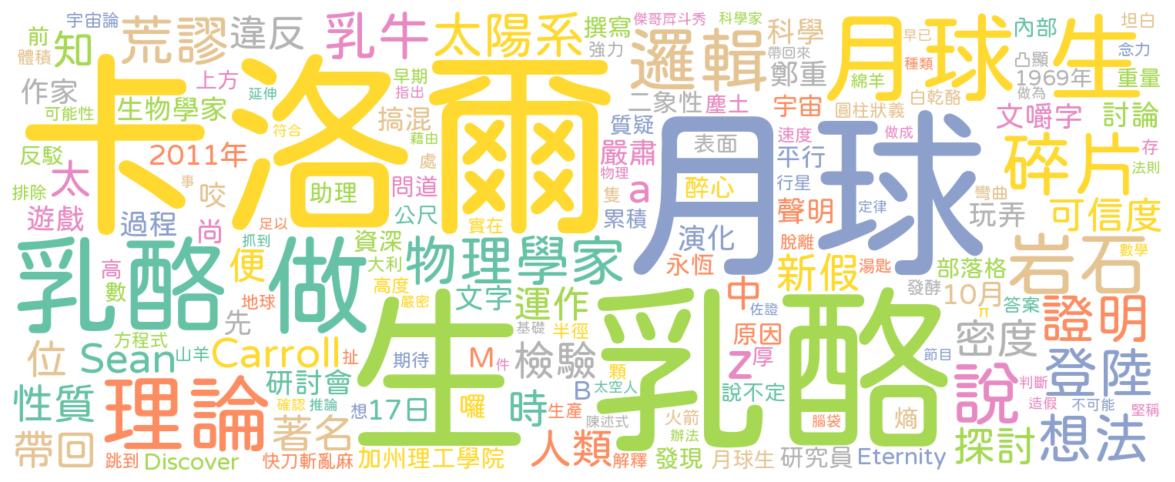 宇宙論 乳牛 太陽系 撰寫 傑哥齊斗秀 科學家 內部 坦白
前 知 荒謬 違反 強力 邏輯 科學 帶回來 月球生 早已 種類 凸顯 念力
體積 上方 早期 指出 鄭重 綿羊 1969年 重量
作家 延伸 卡洛爾 月球 二象性 塵土 宇宙 白乾酪 做為
可能性 生物學家 搞混 質疑 圓柱狀義 文嚼字 討論
反駁 2011年 符合 藉由 嚴肅 表面 速度 做成 碎片 存
排除 太 事 咬 助理 問道 處 物理 隻 a 醉心 平行 行星 法則
遊戲 過程 尚 足以 公尺 實在 累積 聲明 定律 彎曲 玩弄 可信度
乳酪 高 數 抓到 做 便 資深 大利 物理學家 演化 永恆 脫離 新假 湯匙 部落格 岩石 數學
地球 先 高度 嚴密 文字 運作 中 佐證 發酵 10月 π 答案 證明
位 Sean 方程式 山羊 Carroll 扯 期待 基礎 半徑 原因 z 厚 密度
M 件 檢驗 顆 節目 登陸
性質 理論 研討會 確認 推論 想 17日 囉 生乳酪 時 B 太空人 說不定 說 判斷 造假 不可能 堅稱
生產 陳述式 火箭 腦袋 熵
帶回 著名 跳到 Discover 快刀斬亂麻 加州理工學院 人類 解釋 辦法 發現 月球生 研究員 Eternity 探討 想法